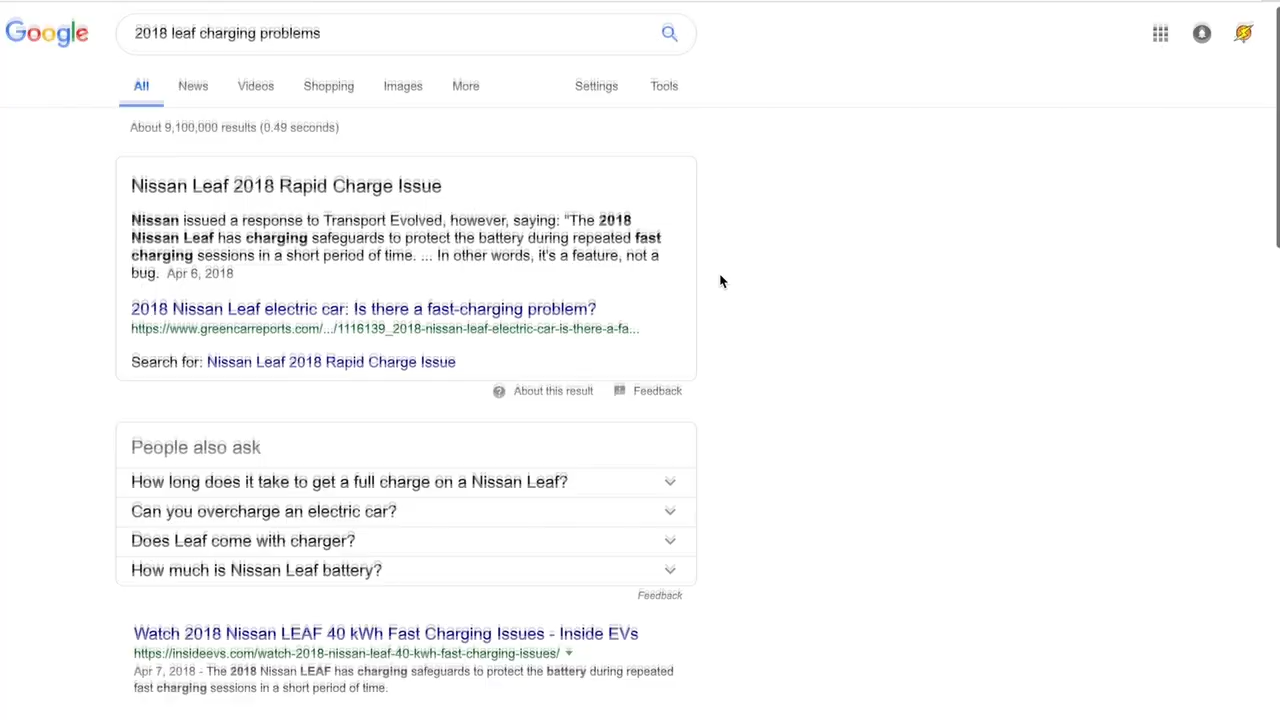 Google
2018 leaf charging problems
All News Videos Shopping Images More Settings Tools
About 9,100,000 results (0.49 seconds)
Nissan Leaf 2018 Rapid Charge Issue
Nissan issued a response to Transport Evolved, however, saying: "The 2018
Nissan Leaf has charging safeguards to protect the battery during repeated fast
charging sessions in a short period of time. ... In other words, it's a feature, not a
bug. Apr 6, 2018
2018 Nissan Leaf electric car: Is there a fast-charging problem?
https://www.greencarreports.com/.../1116139_2018-nissan-leaf-electric-car-is-there-a-fa...
Search for: Nissan Leaf 2018 Rapid Charge Issue
About this result Feedback
People also ask
How long does it take to get a full charge on a Nissan Leaf?
Can you overcharge an electric car?
Does Leaf come with charger?
How much is Nissan Leaf battery?
Feedback
Watch 2018 Nissan LEAF 40 kWh Fast Charging Issues - Inside EVs
https://insideevs.com/watch-2018-nissan-leaf-40-kwh-fast-charging-issues/
Apr 7, 2018 - The 2018 Nissan LEAF has charging safeguards to protect the battery during repeated
fast charging sessions in a short period of time.